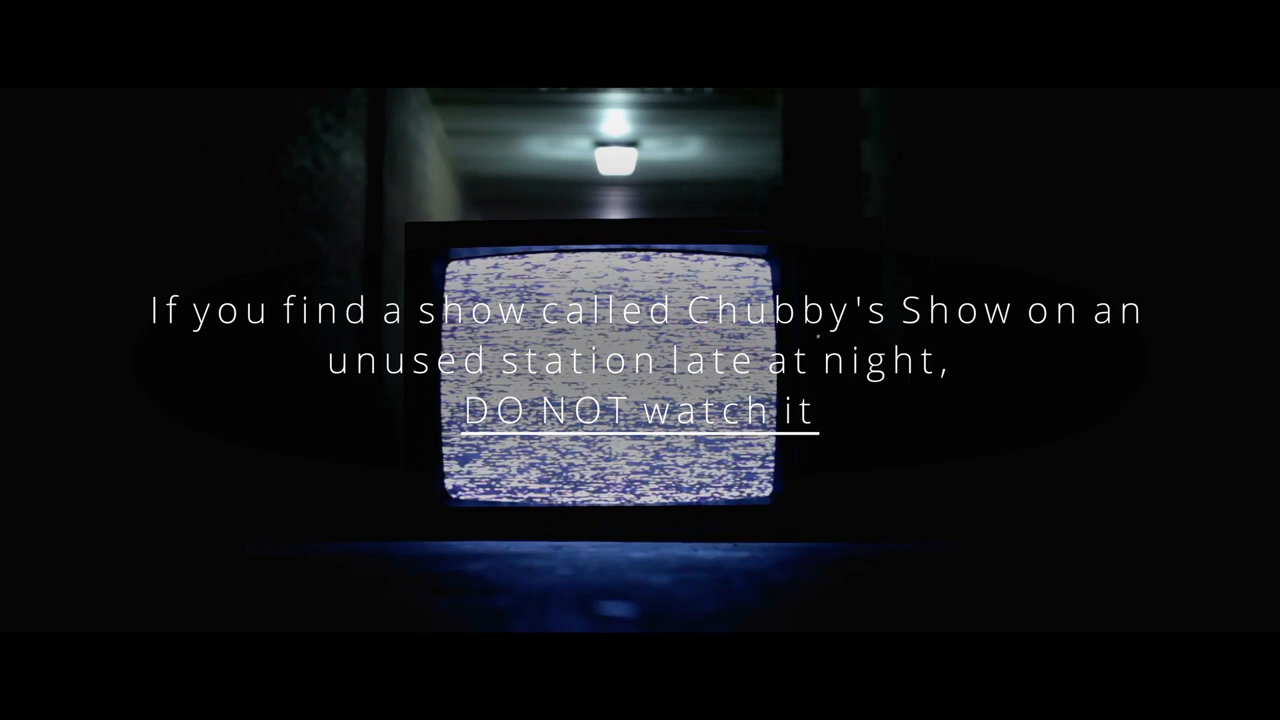 If you find a show called Chubby's Show on an
unused station late at night,
DO NOT watch it